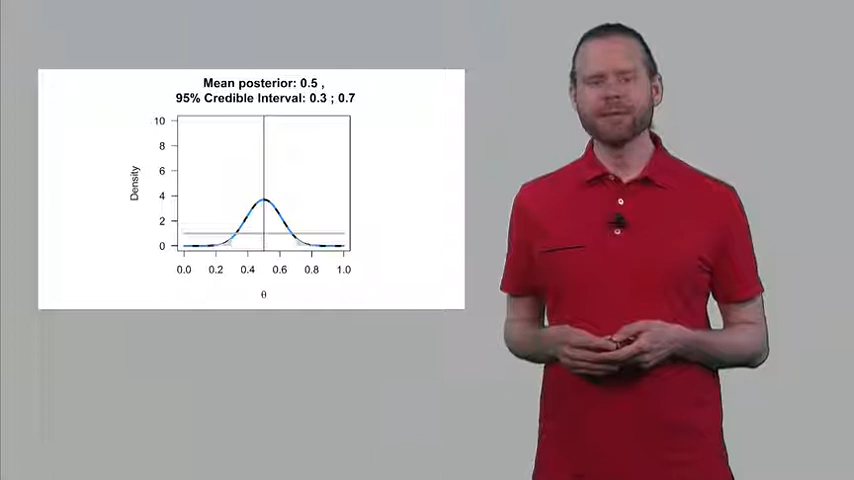 Mean posterior: 0.5 ,
95% Credible Interval: 0.3 ; 0.7
10
8
6
4
2
0
Density
0.0 0.2 0.4 0.6 0.8 1.0
θ